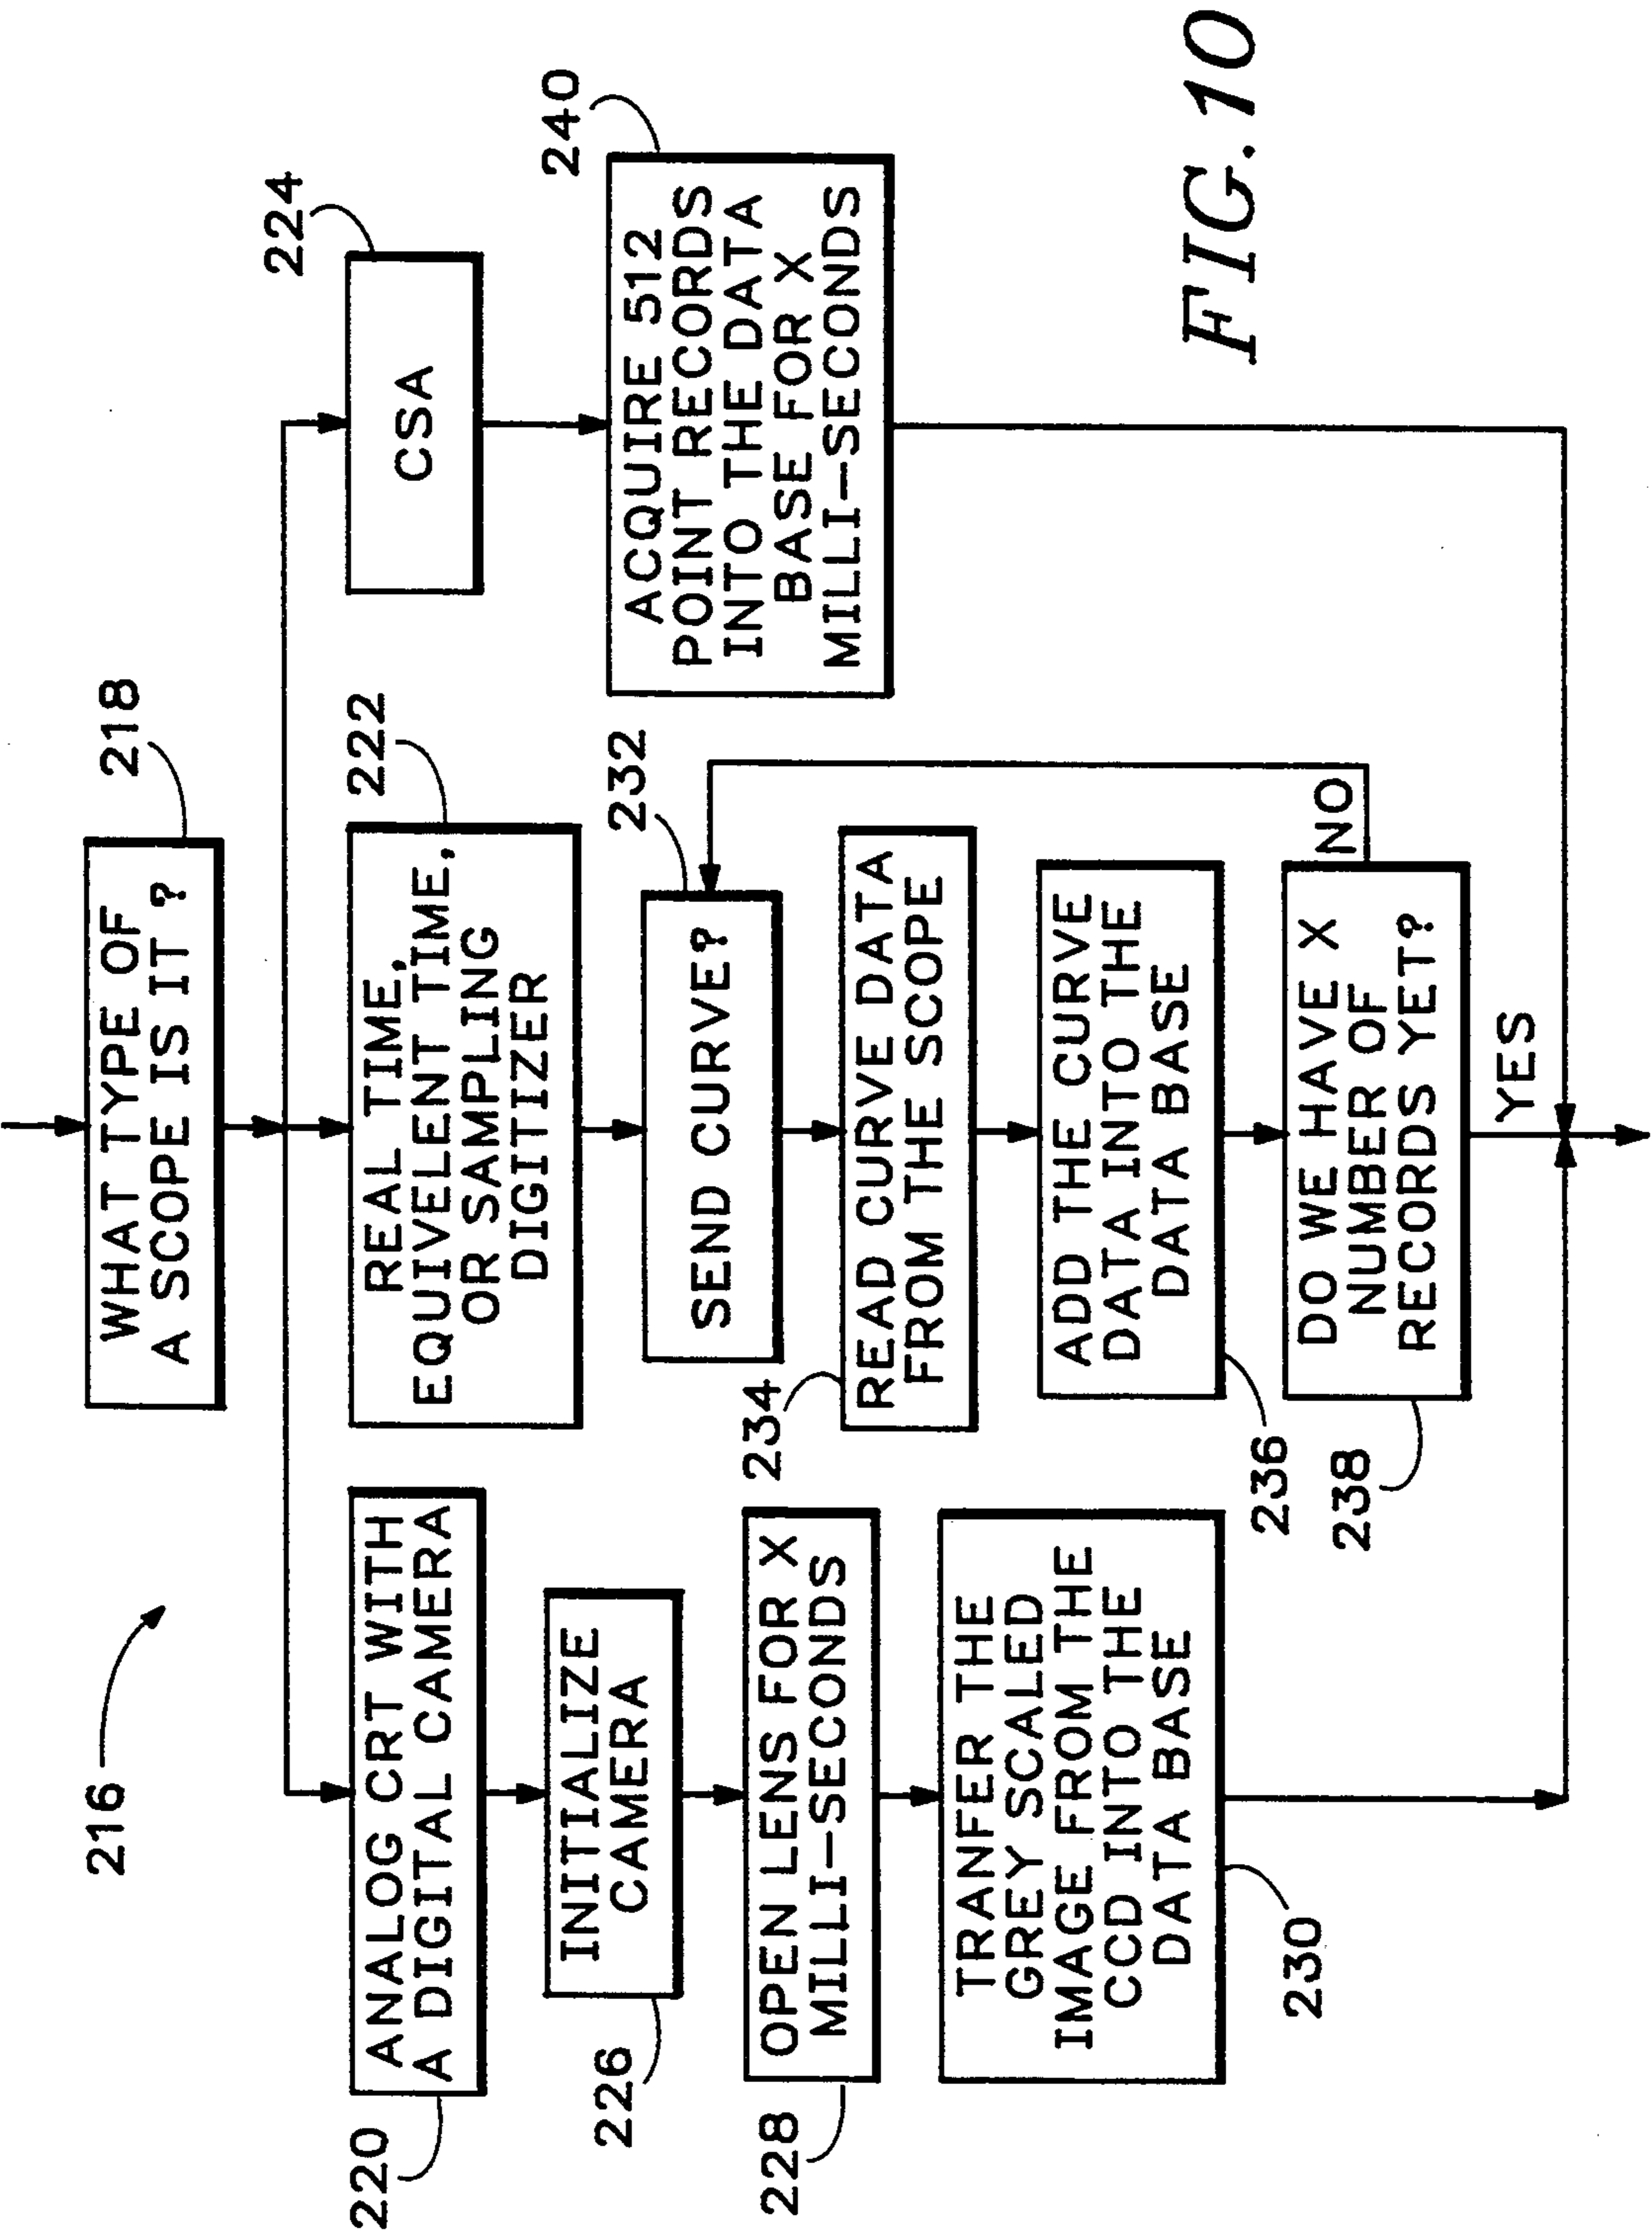 216
218
WHAT TYPE OF
A SCOPE IS IT ?
220
ANALOG CRT WITH
A DIGITAL CAMERA
222
REAL TIME,
EQUIVELENT TIME,
OR SAMPLING
DIGITIZER
224
CSA
226
INITIALIZE
CAMERA
228
OPEN LENS FOR X
MILLI-SECONDS
230
TRANFER THE
GREY SCALED
IMAGE FROM THE
CCD INTO THE
DATA BASE
232
SEND CURVE?
234
READ CURVE DATA
FROM THE SCOPE
236
ADD THE CURVE
DATA INTO THE
DATA BASE
238
DO WE HAVE X
NUMBER OF
RECORDS YET?
NO
YES
240
ACQUIRE 512
POINT RECORDS
INTO THE DATA
BASE FOR X
MILLI-SECONDS
FIG.10